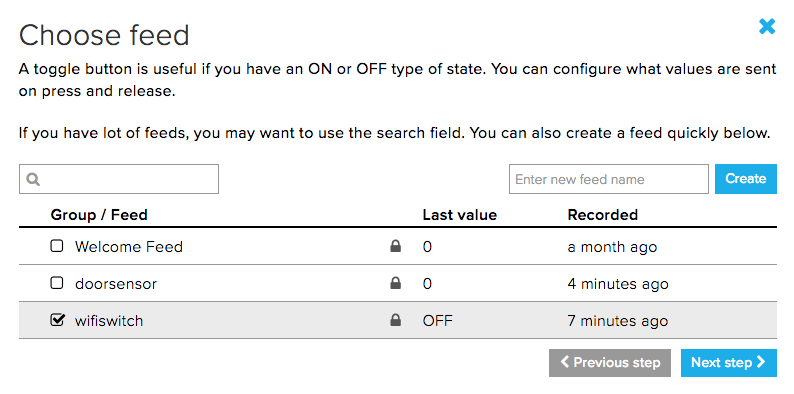 Choose feed
A toggle button is useful if you have an ON or OFF type of state. You can configure what values are sent
on press and release.
If you have lot of feeds, you may want to use the search field. You can also create a feed quickly below.
Enter new feed name Create
Group / Feed Last value Recorded
Welcome Feed 0 a month ago
doorsensor 0 4 minutes ago
wifiswitch OFF 7 minutes ago
Previous step Next step